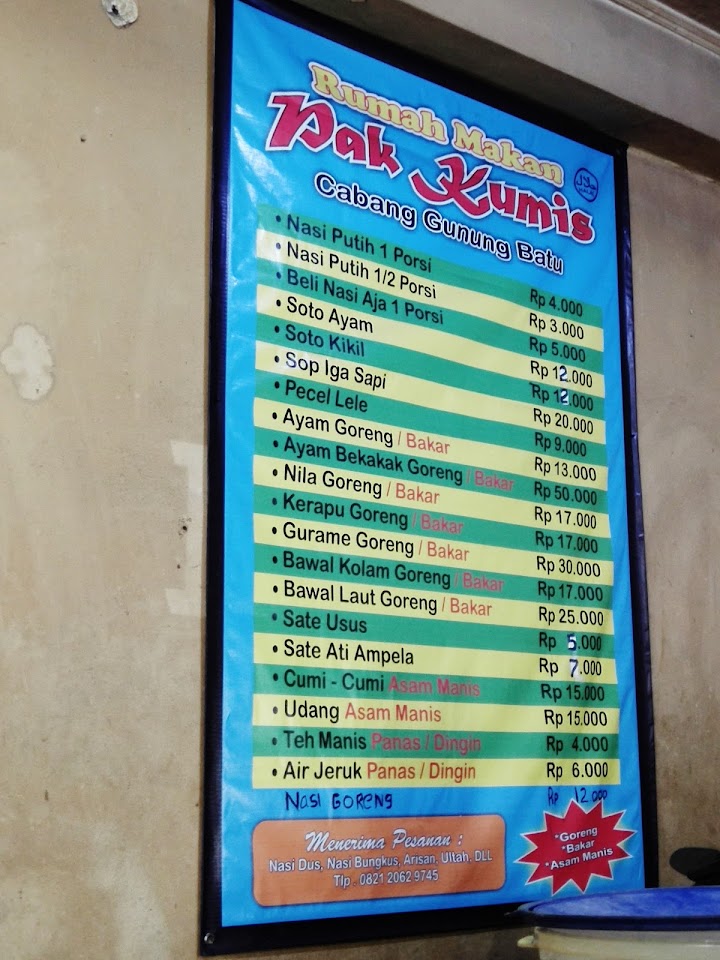 Rumah Makan
Pak Kumis
حلال
Cabang Gunung Batu
• Nasi Putih 1 Porsi Rp 4.000
• Nasi Putih 1/2 Porsi Rp 3.000
• Beli Nasi Aja 1 Porsi Rp 5.000
• Soto Ayam Rp 12.000
• Soto Kikil Rp 12.000
• Sop Iga Sapi Rp 20.000
• Pecel Lele Rp 9.000
• Ayam Goreng / Bakar Rp 13.000
• Ayam Bekakak Goreng / Bakar Rp 50.000
• Nila Goreng / Bakar Rp 17.000
• Kerapu Goreng / Bakar Rp 17.000
• Gurame Goreng / Bakar Rp 30.000
• Bawal Kolam Goreng / Bakar Rp 17.000
• Bawal Laut Goreng / Bakar Rp 25.000
• Sate Usus Rp 5.000
• Sate Ati Ampela Rp 7.000
• Cumi - Cumi Asam Manis Rp 15.000
• Udang Asam Manis Rp 15.000
• Teh Manis Panas / Dingin Rp 4.000
• Air Jeruk Panas / Dingin Rp 6.000
NASI GORENG Rp 12.000
Menerima Pesanan :
Nasi Dus, Nasi Bungkus, Arisan, Ultah, DLL
Tlp . 0821 2062 9745
*Goreng
*Bakar
*Asam Manis